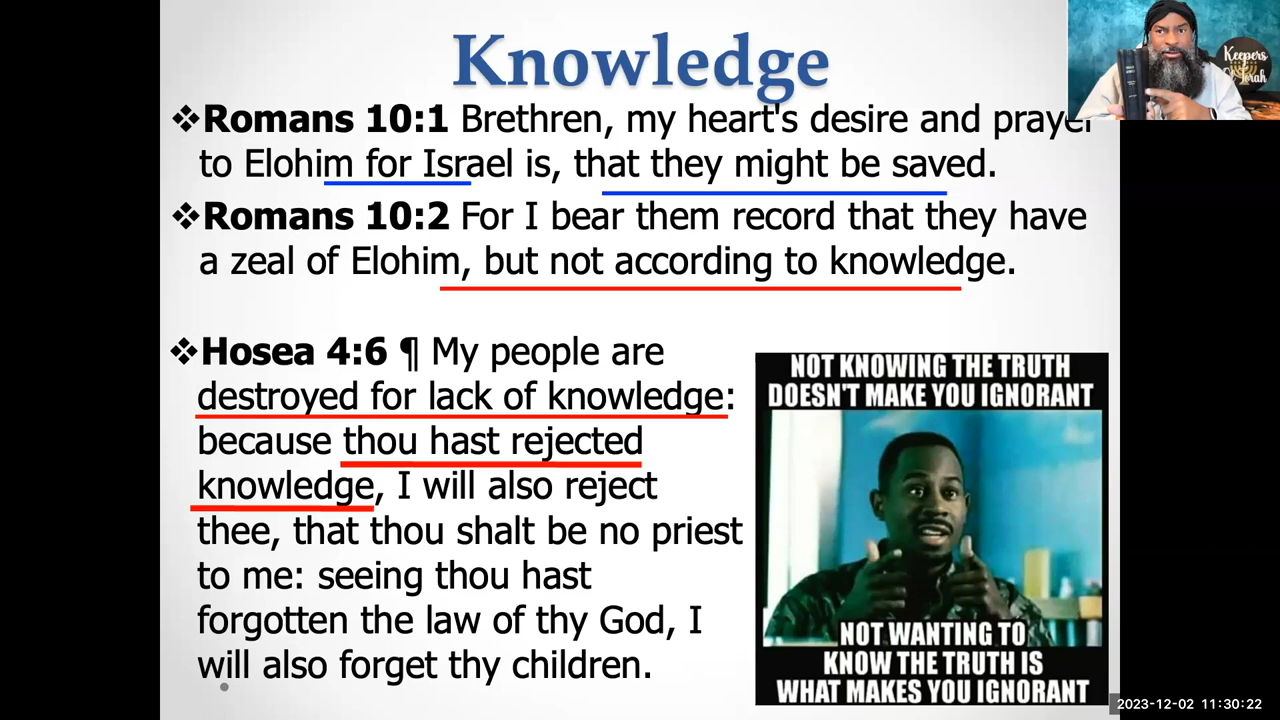 Knowledge
❖Romans 10:1 Brethren, my heart's desire and prayer
to Elohim for Israel is, that they might be saved.
❖Romans 10:2 For I bear them record that they have
a zeal of Elohim, but not according to knowledge.
❖Hosea 4:6 ¶ My people are
destroyed for lack of knowledge:
because thou hast rejected
knowledge, I will also reject
thee, that thou shalt be no priest
to me: seeing thou hast
forgotten the law of thy God, I
will also forget thy children.
NOT KNOWING THE TRUTH
DOESN'T MAKE YOU IGNORANT
NOT WANTING TO
KNOW THE TRUTH IS
WHAT MAKES YOU IGNORANT
Keepers
Of Torah
2023-12-02 11:30:22